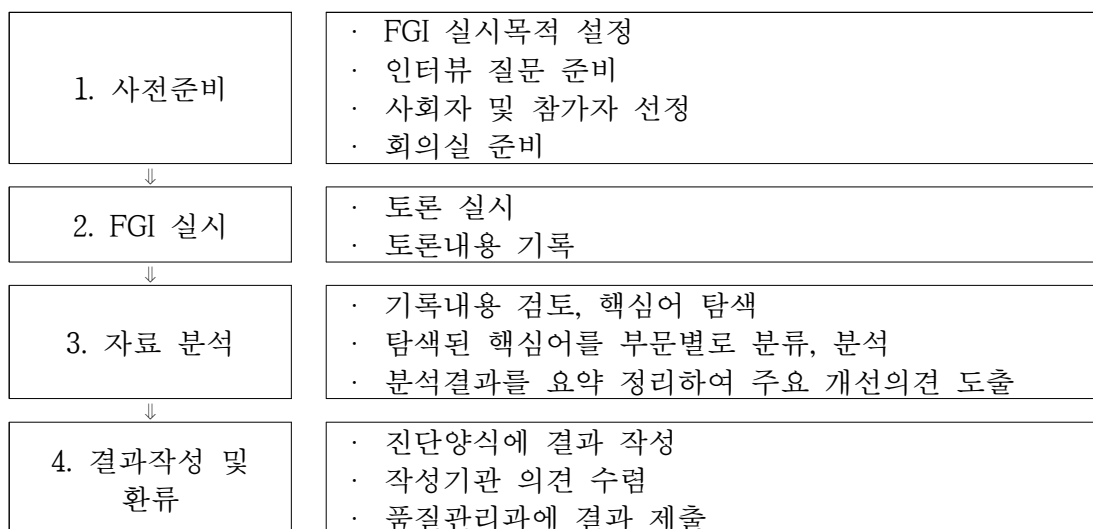 1. 사전준비
· FGI 실시목적 설정
· 인터뷰 질문 준비
· 사회자 및 참가자 선정
· 회의실 준비
⇓
2. FGI 실시
· 토론 실시
· 토론내용 기록
⇓
3. 자료 분석
· 기록내용 검토, 핵심어 탐색
· 탐색된 핵심어를 부문별로 분류, 분석
· 분석결과를 요약 정리하여 주요 개선의견 도출
⇓
4. 결과작성 및
환류
· 진단양식에 결과 작성
· 작성기관 의견 수렴
· 품질관리과에 결과 제출